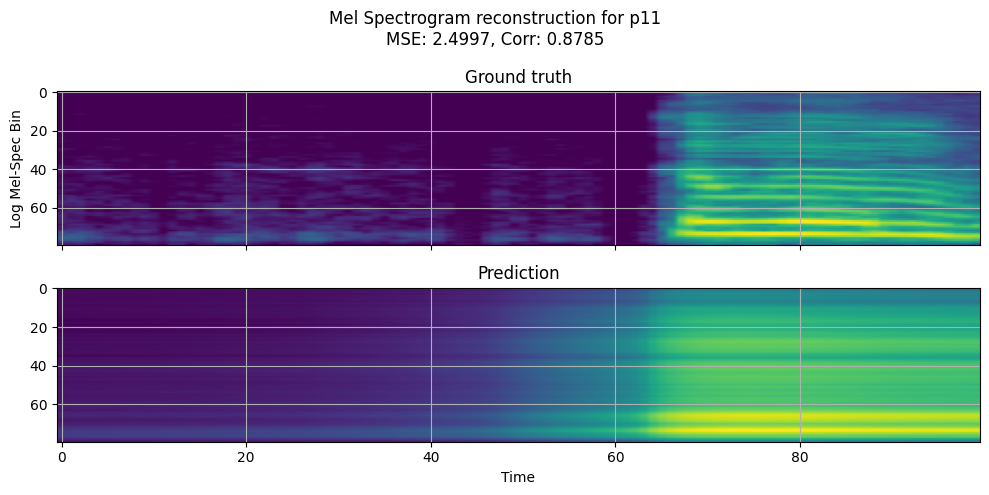 Mel Spectrogram reconstruction for p11
MSE: 2.4997, Corr: 0.8785
Ground truth
Log Mel-Spec Bin
0
20
40
60
Prediction
0
20
40
60
0 20 40 60 80
Time